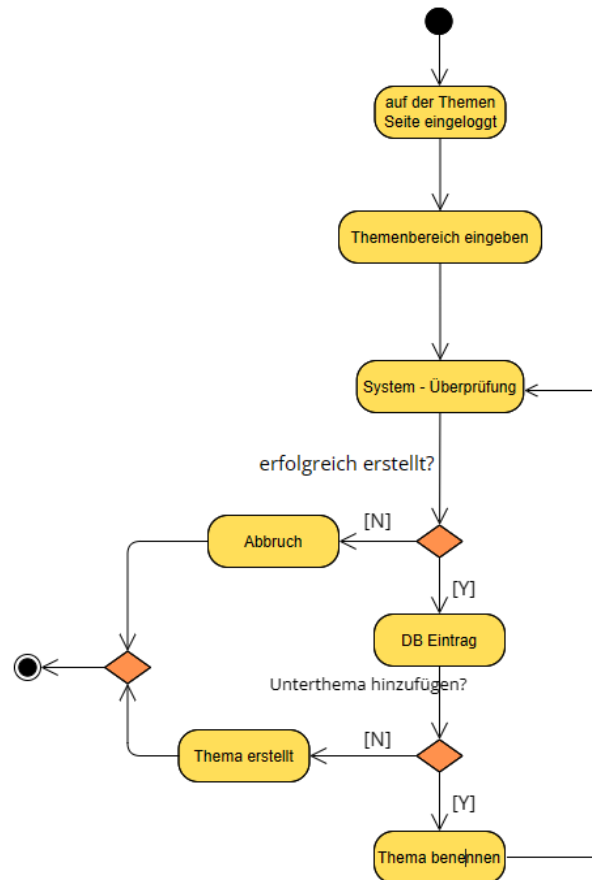 auf der Themen
Seite eingeloggt
Themenbereich eingeben
System - Überprüfung
erfolgreich erstellt?
[N]
Abbruch
[Y]
DB Eintrag
Unterthema hinzufügen?
[N]
Thema erstellt
[Y]
Thema benennen